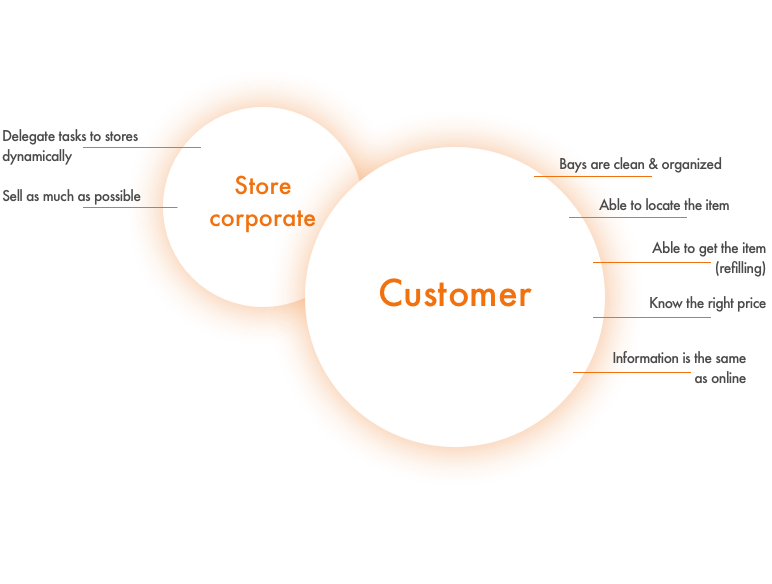 Delegate tasks to stores
dynamically
Sell as much as possible
Store
corporate
Customer
Bays are clean & organized
Able to locate the item
Able to get the item
(refilling)
Know the right price
Information is the same
as online